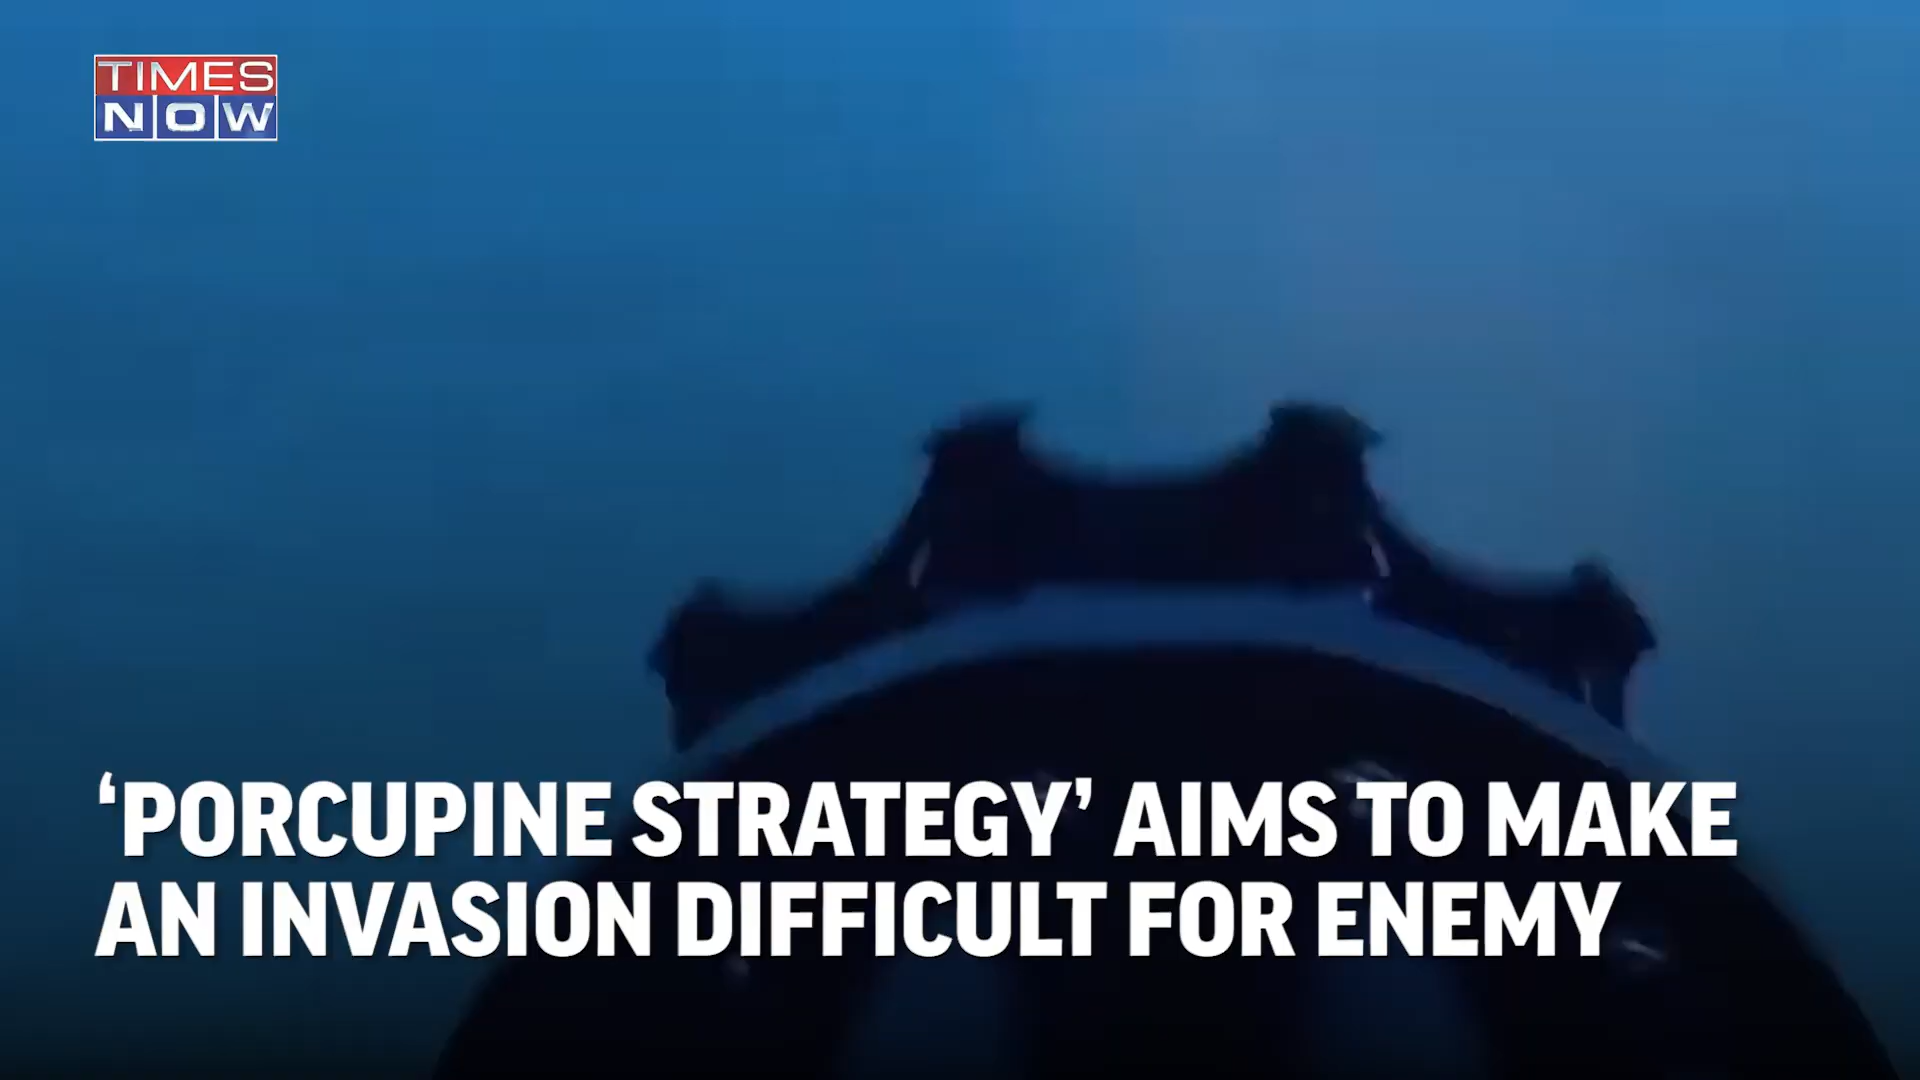 TIMES
NOW
‘PORCUPINE STRATEGY’ AIMS TO MAKE
AN INVASION DIFFICULT FOR ENEMY